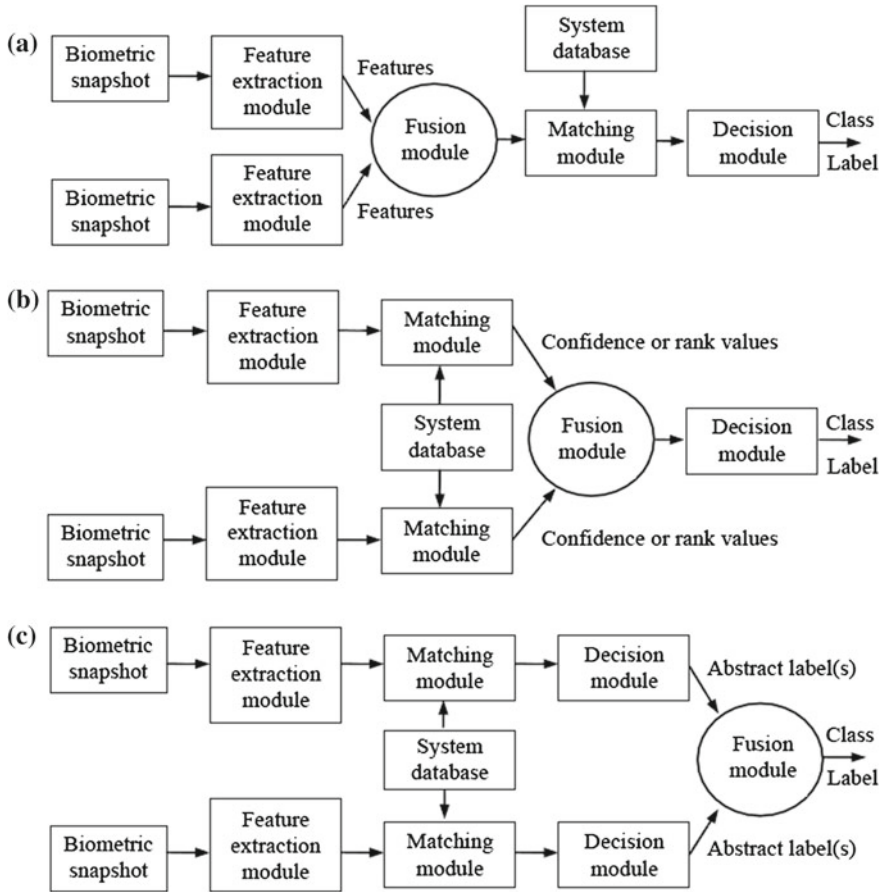 (a)
Biometric
snapshot
Feature
extraction
module
Features
System
database
Fusion
module
Matching
module
Decision
module
Class
Label
Biometric
snapshot
Feature
extraction
module
Features
(b)
Biometric
snapshot
Feature
extraction
module
Matching
module
Confidence or rank values
System
database
Fusion
module
Decision
module
Class
Label
Biometric
snapshot
Feature
extraction
module
Matching
module
Confidence or rank values
(c)
Biometric
snapshot
Feature
extraction
module
Matching
module
Decision
module
Abstract label(s)
System
database
Fusion
module
Class
Label
Biometric
snapshot
Feature
extraction
module
Matching
module
Decision
module
Abstract label(s)